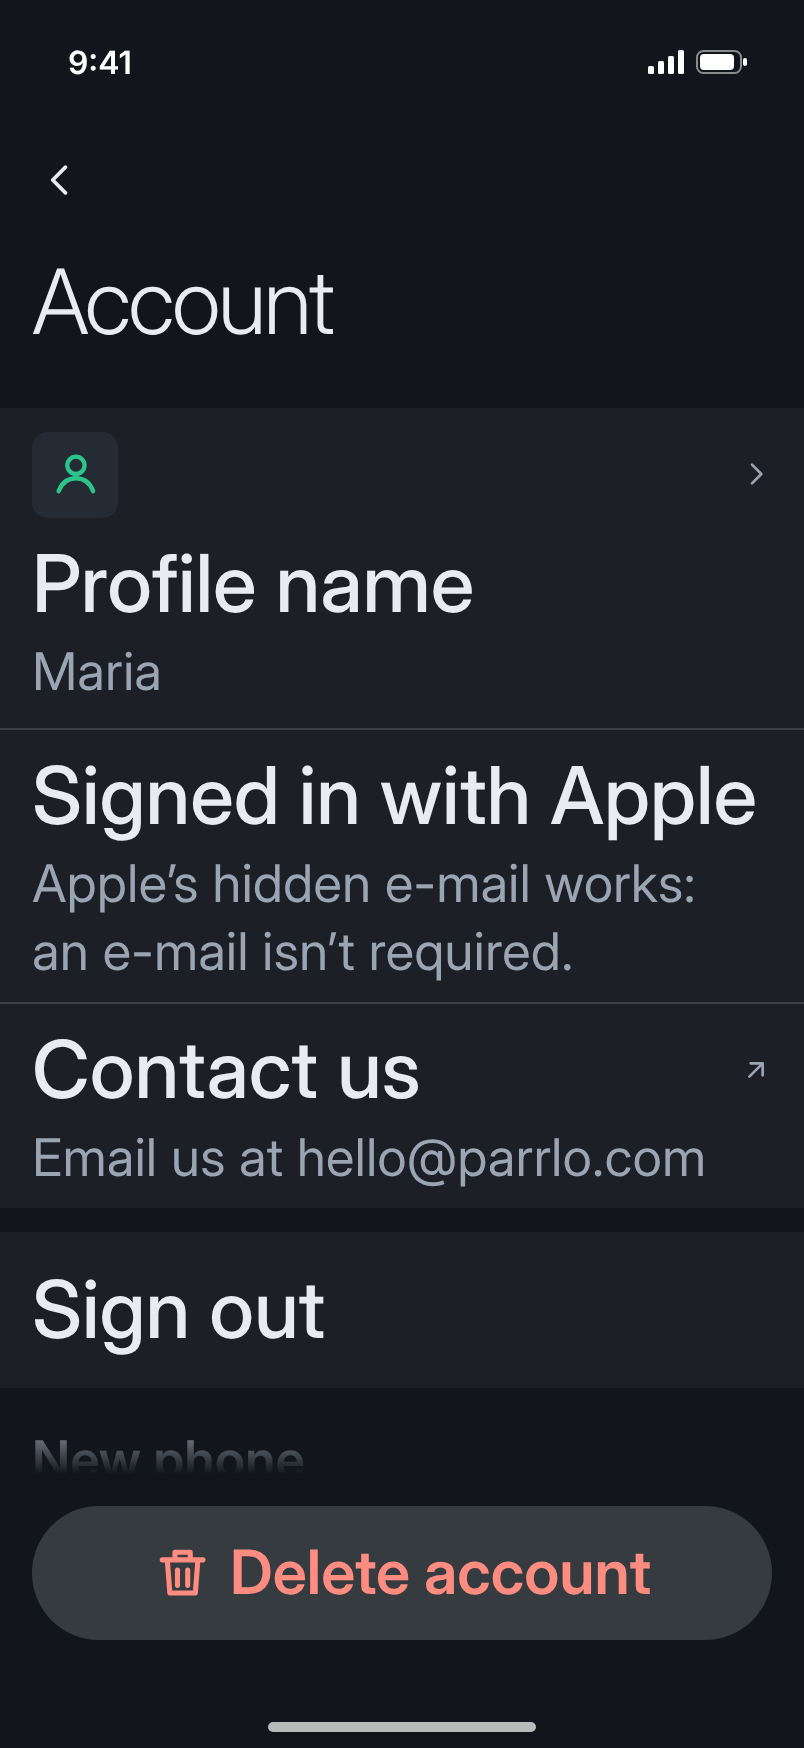 9:41
Account
Profile name
Maria
Signed in with Apple
Apple’s hidden e-mail works:
an e-mail isn’t required.
Contact us
Email us at hello@parrlo.com
Sign out
New phone
Delete account